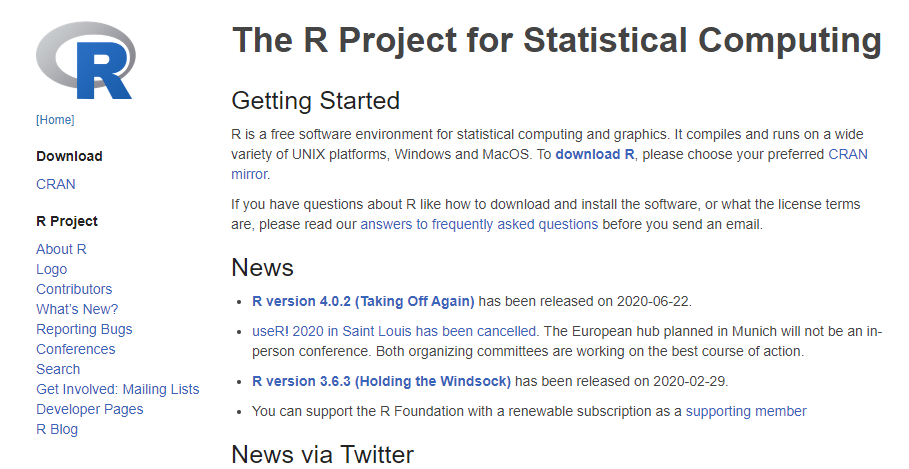 R
[Home]
Download
CRAN
R Project
About R
Logo
Contributors
What's New?
Reporting Bugs
Conferences
Search
Get Involved: Mailing Lists
Developer Pages
R Blog
The R Project for Statistical Computing
Getting Started
R is a free software environment for statistical computing and graphics. It compiles and runs on a wide
variety of UNIX platforms, Windows and MacOS. To download R, please choose your preferred CRAN
mirror.
If you have questions about R like how to download and install the software, or what the license terms
are, please read our answers to frequently asked questions before you send an email.
News
• R version 4.0.2 (Taking Off Again) has been released on 2020-06-22.
• useR! 2020 in Saint Louis has been cancelled. The European hub planned in Munich will not be an in-
person conference. Both organizing committees are working on the best course of action.
• R version 3.6.3 (Holding the Windsock) has been released on 2020-02-29.
• You can support the R Foundation with a renewable subscription as a supporting member
News via Twitter